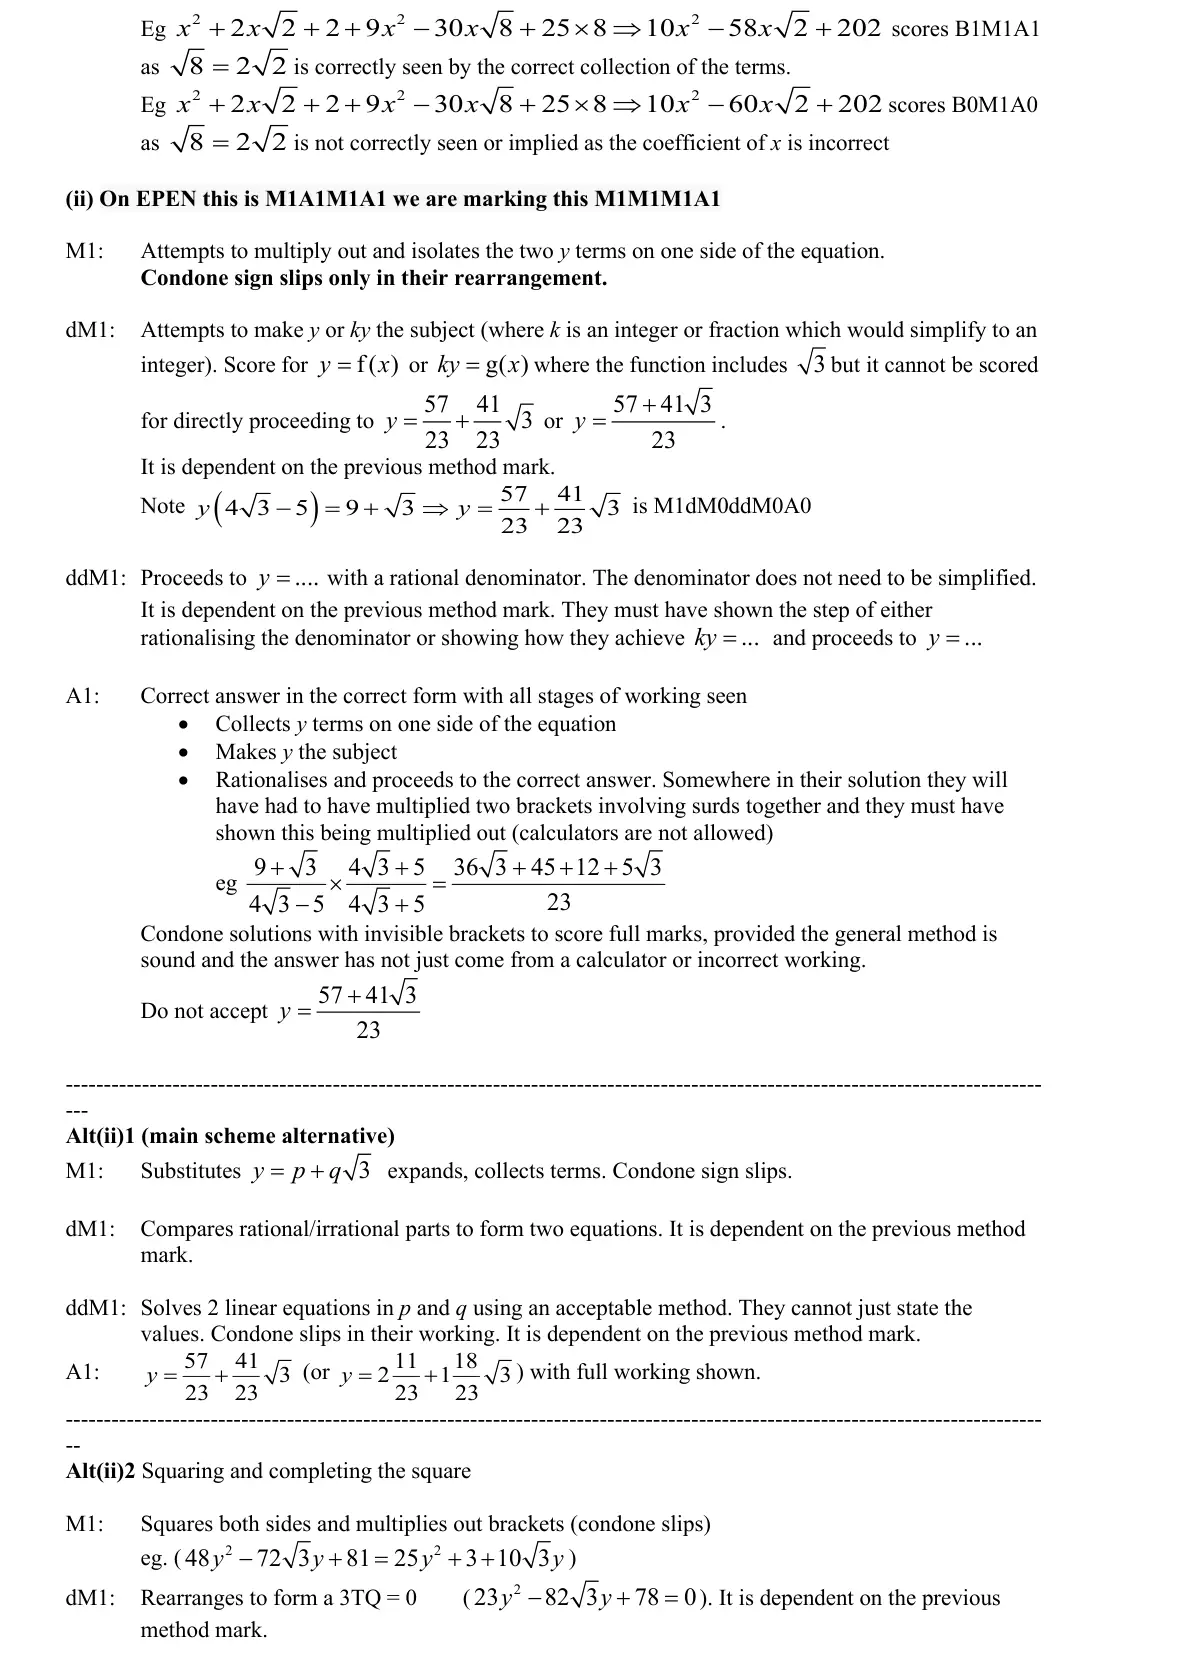 Eg x² + 2x√2 + 2 + 9x² − 30x√8 + 25×8 ⇒ 10x² − 58x√2 + 202 scores B1M1A1
as √8 = 2√2 is correctly seen by the correct collection of the terms.
Eg x² + 2x√2 + 2 + 9x² − 30x√8 + 25×8 ⇒ 10x² − 60x√2 + 202 scores B0M1A0
as √8 = 2√2 is not correctly seen or implied as the coefficient of x is incorrect
(ii) On EPEN this is M1A1M1A1 we are marking this M1M1M1A1
M1: Attempts to multiply out and isolates the two y terms on one side of the equation.
Condone sign slips only in their rearrangement.
dM1: Attempts to make y or ky the subject (where k is an integer or fraction which would simplify to an
integer). Score for y = f(x) or ky = g(x) where the function includes √3 but it cannot be scored
for directly proceeding to y = 57/23 + 41/23 √3 or y = (57 + 41√3)/23 .
It is dependent on the previous method mark.
Note y(4√3 − 5) = 9 + √3 ⇒ y = 57/23 + 41/23 √3 is M1dM0ddM0A0
ddM1: Proceeds to y = .... with a rational denominator. The denominator does not need to be simplified.
It is dependent on the previous method mark. They must have shown the step of either
rationalising the denominator or showing how they achieve ky = ... and proceeds to y = ...
A1: Correct answer in the correct form with all stages of working seen
• Collects y terms on one side of the equation
• Makes y the subject
• Rationalises and proceeds to the correct answer. Somewhere in their solution they will
have had to have multiplied two brackets involving surds together and they must have
shown this being multiplied out (calculators are not allowed)
eg (9 + √3)/(4√3 − 5) × (4√3 + 5)/(4√3 + 5) = (36√3 + 45 + 12 + 5√3)/23
Condone solutions with invisible brackets to score full marks, provided the general method is
sound and the answer has not just come from a calculator or incorrect working.
Do not accept y = (57 + 41√3)/23
---------------------------------------------------------------------------------------------------------------------------------
---
Alt(ii)1 (main scheme alternative)
M1: Substitutes y = p + q√3 expands, collects terms. Condone sign slips.
dM1: Compares rational/irrational parts to form two equations. It is dependent on the previous method
mark.
ddM1: Solves 2 linear equations in p and q using an acceptable method. They cannot just state the
values. Condone slips in their working. It is dependent on the previous method mark.
A1: y = 57/23 + 41/23 √3 (or y = 2 11/23 + 1 18/23 √3 ) with full working shown.
---------------------------------------------------------------------------------------------------------------------------------
--
Alt(ii)2 Squaring and completing the square
M1: Squares both sides and multiplies out brackets (condone slips)
eg. ( 48y² − 72√3y + 81 = 25y² + 3 + 10√3y )
dM1: Rearranges to form a 3TQ = 0 ( 23y² − 82√3y + 78 = 0 ). It is dependent on the previous
method mark.